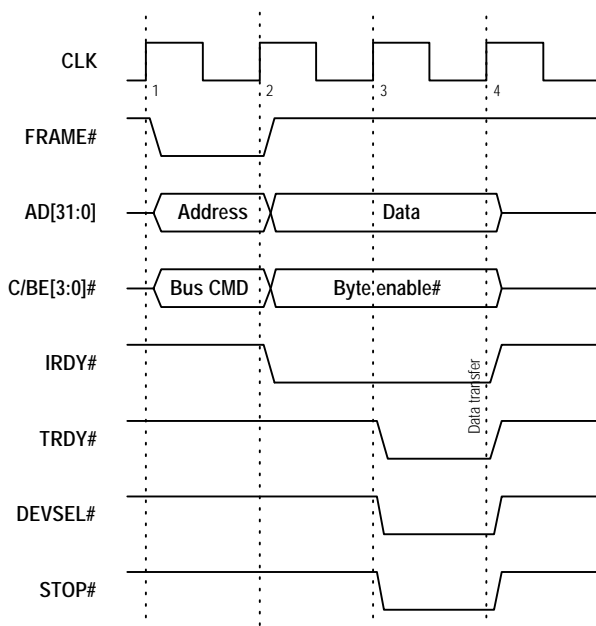 CLK
1 2 3 4
FRAME#
AD[31:0] Address Data
C/BE[3:0]# Bus CMD Byte enable#
IRDY#
Data transfer
TRDY#
DEVSEL#
STOP#